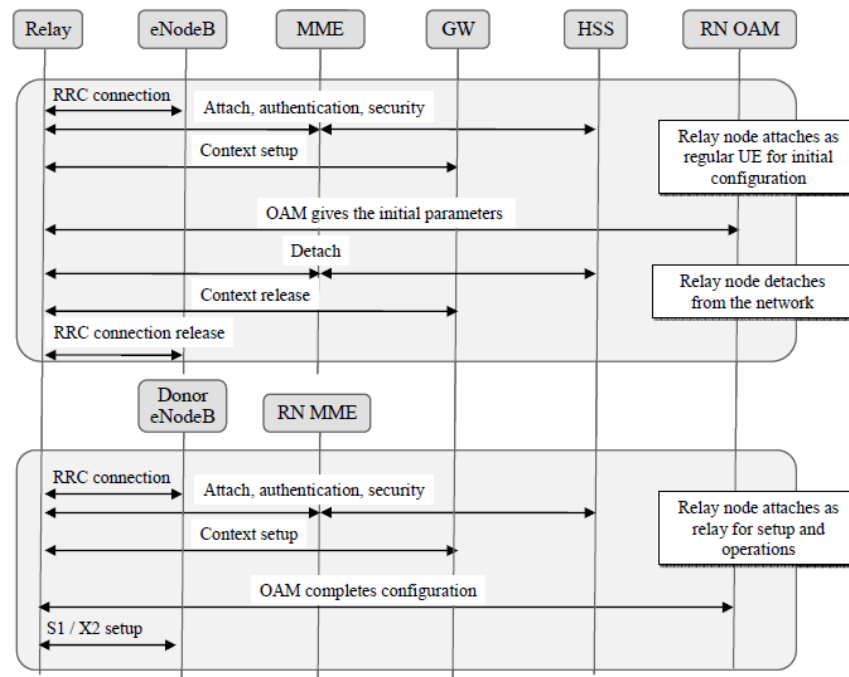 Relay
eNodeB
MME
GW
HSS
RN OAM
RRC connection
Attach, authentication, security
Context setup
Relay node attaches as
regular UE for initial
configuration
OAM gives the initial parameters
Detach
Context release
Relay node detaches
from the network
RRC connection release
Donor
eNodeB
RN MME
RRC connection
Attach, authentication, security
Context setup
Relay node attaches as
relay for setup and
operations
OAM completes configuration
S1 / X2 setup